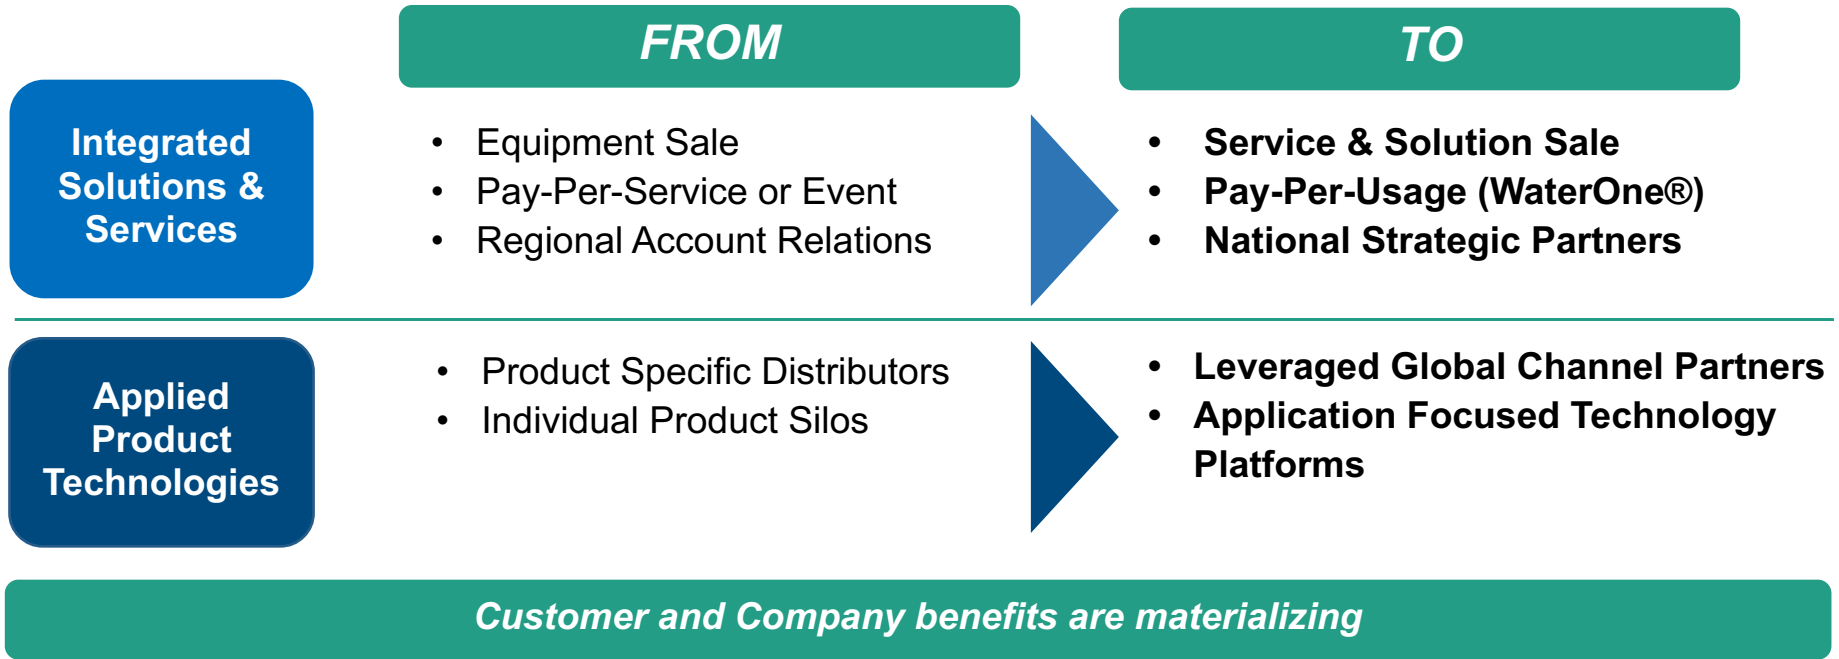 FROM
TO
Integrated
Solutions &
Services
• Equipment Sale
• Pay-Per-Service or Event
• Regional Account Relations
• Service & Solution Sale
• Pay-Per-Usage (WaterOne®)
• National Strategic Partners
Applied
Product
Technologies
• Product Specific Distributors
• Individual Product Silos
• Leveraged Global Channel Partners
• Application Focused Technology
Platforms
Customer and Company benefits are materializing